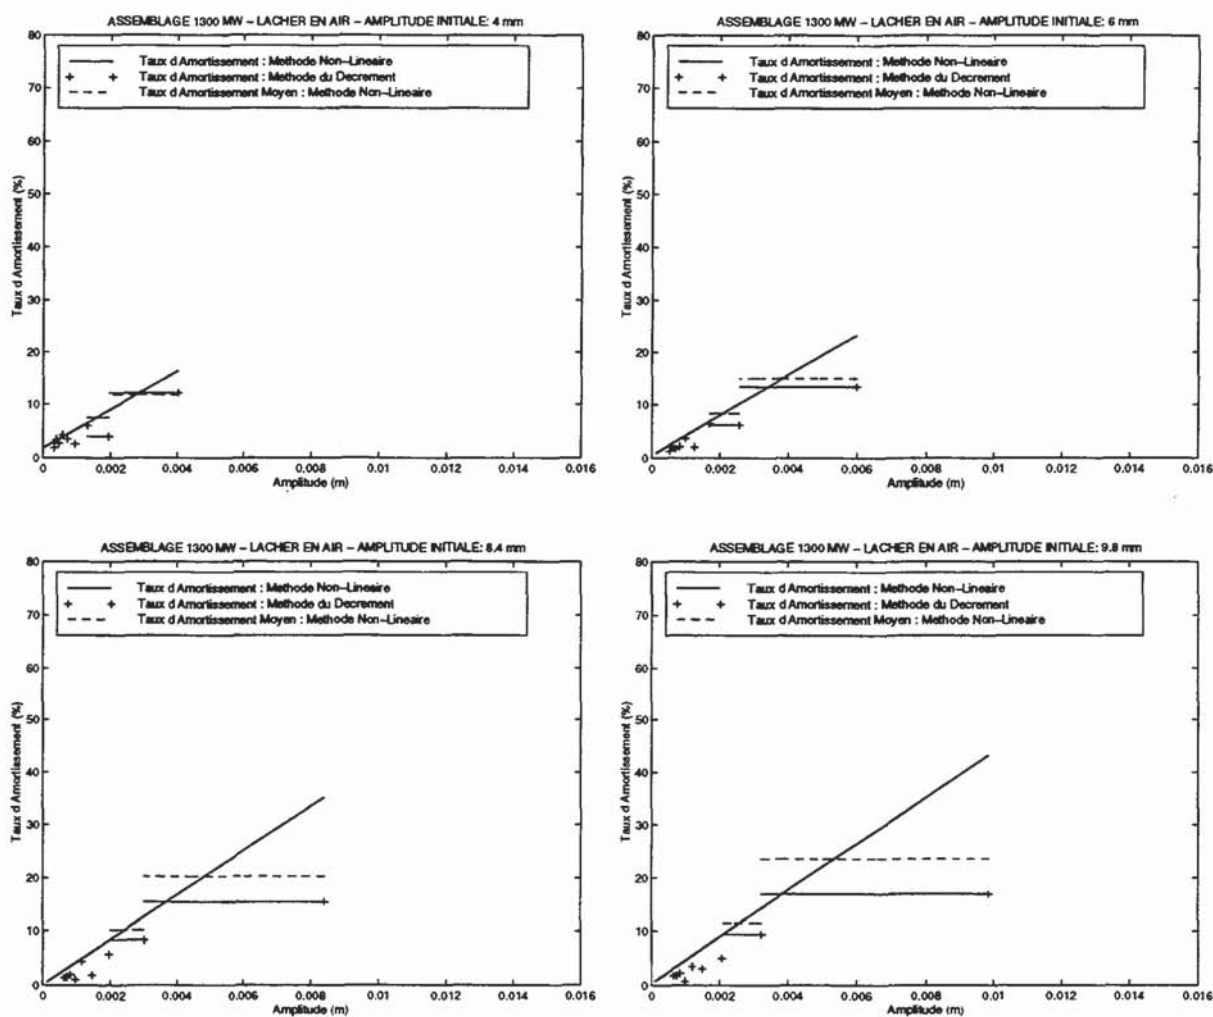 ASSEMBLAGE 1300 MW – LACHER EN AIR – AMPLITUDE INITIALE: 4 mm
80
70
60
50
40
30
20
10
0
Taux d Amortissement (%)
Taux d Amortissement : Methode Non–Lineaire
Taux d Amortissement : Methode du Decrement
Taux d Amortissement Moyen : Methode Non–Lineaire
0 0.002 0.004 0.006 0.008 0.01 0.012 0.014 0.016
Amplitude (m)
ASSEMBLAGE 1300 MW – LACHER EN AIR – AMPLITUDE INITIALE: 6 mm
80
70
60
50
40
30
20
10
0
Taux d Amortissement (%)
Taux d Amortissement : Methode Non–Lineaire
Taux d Amortissement : Methode du Decrement
Taux d Amortissement Moyen : Methode Non–Lineaire
0 0.002 0.004 0.006 0.008 0.01 0.012 0.014 0.016
Amplitude (m)
ASSEMBLAGE 1300 MW – LACHER EN AIR – AMPLITUDE INITIALE: 8.4 mm
80
70
60
50
40
30
20
10
0
Taux d Amortissement (%)
Taux d Amortissement : Methode Non–Lineaire
Taux d Amortissement : Methode du Decrement
Taux d Amortissement Moyen : Methode Non–Lineaire
0 0.002 0.004 0.006 0.008 0.01 0.012 0.014 0.016
Amplitude (m)
ASSEMBLAGE 1300 MW – LACHER EN AIR – AMPLITUDE INITIALE: 9.8 mm
80
70
60
50
40
30
20
10
0
Taux d Amortissement (%)
Taux d Amortissement : Methode Non–Lineaire
Taux d Amortissement : Methode du Decrement
Taux d Amortissement Moyen : Methode Non–Lineaire
0 0.002 0.004 0.006 0.008 0.01 0.012 0.014 0.016
Amplitude (m)